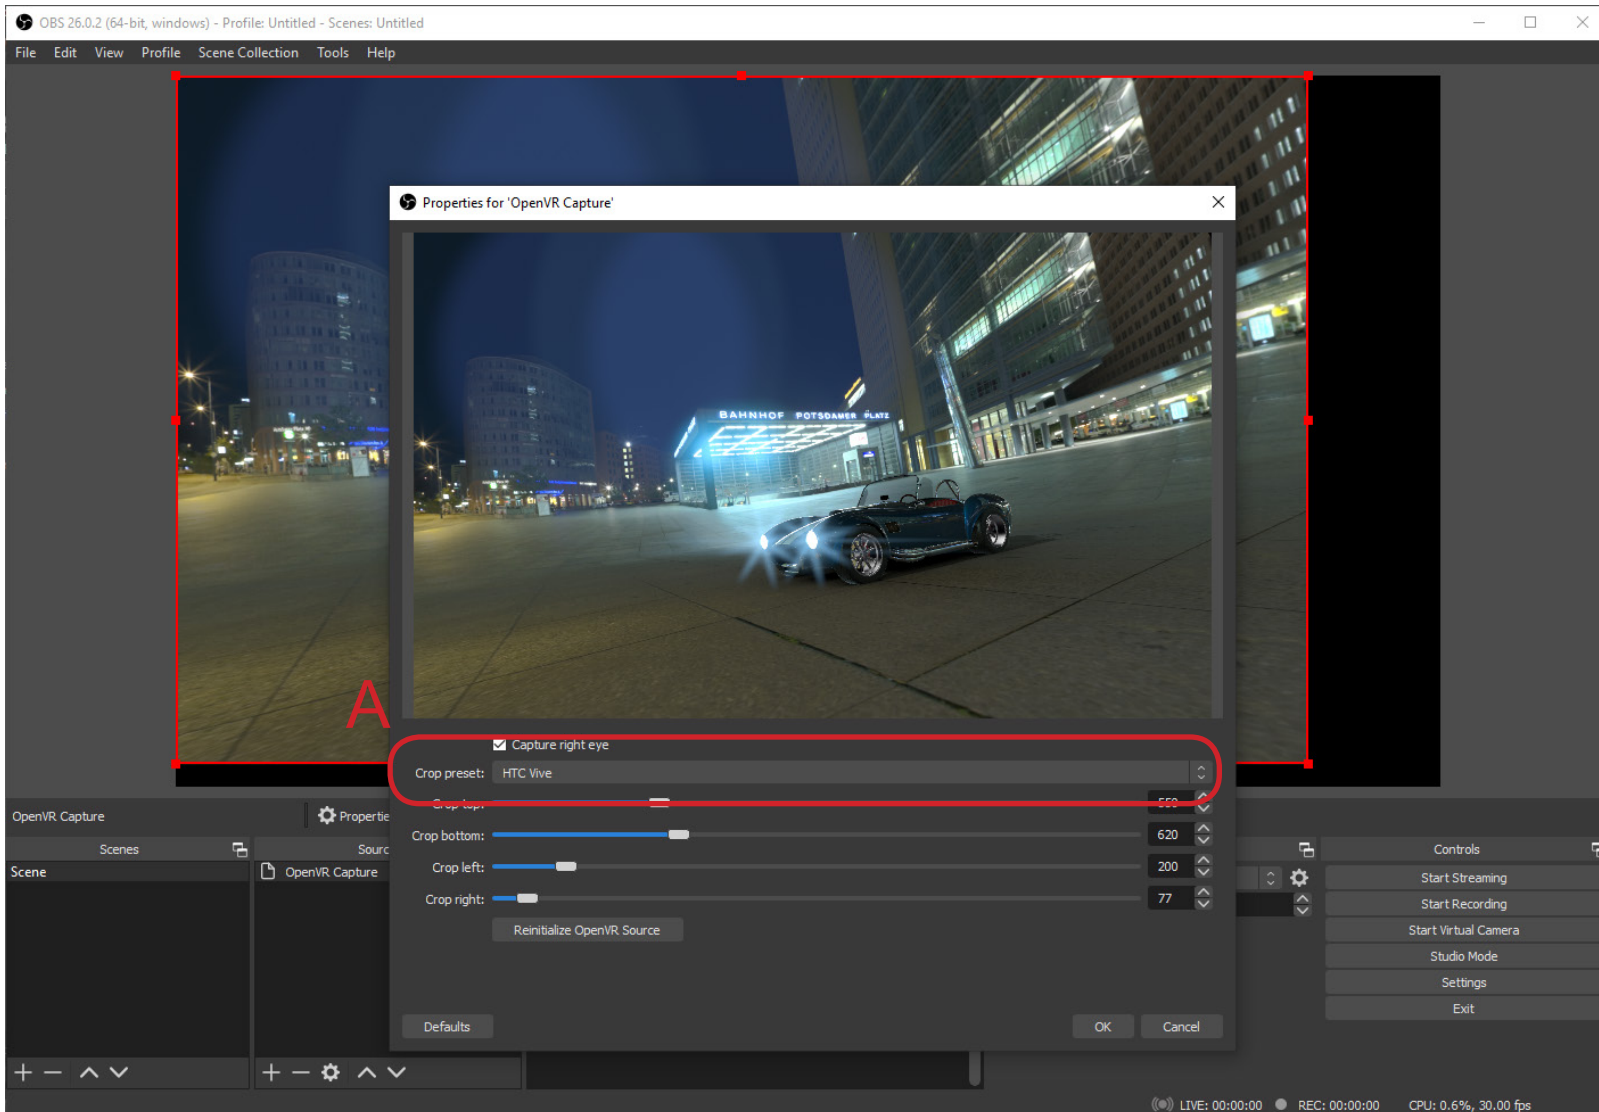 OBS 26.0.2 (64-bit, windows) - Profile: Untitled - Scenes: Untitled
File Edit View Profile Scene Collection Tools Help
Properties for 'OpenVR Capture'
BAHNHOF POTSDAMER PLATZ
A
Capture right eye
Crop preset: HTC Vive
Crop top:
Crop bottom: 620
Crop left: 200
Crop right: 77
Reinitialize OpenVR Source
Defaults OK Cancel
OpenVR Capture
Scenes
Scene
OpenVR Capture
Controls
Start Streaming
Start Recording
Start Virtual Camera
Studio Mode
Settings
Exit
LIVE: 00:00:00 REC: 00:00:00 CPU: 0.6%, 30.00 fps